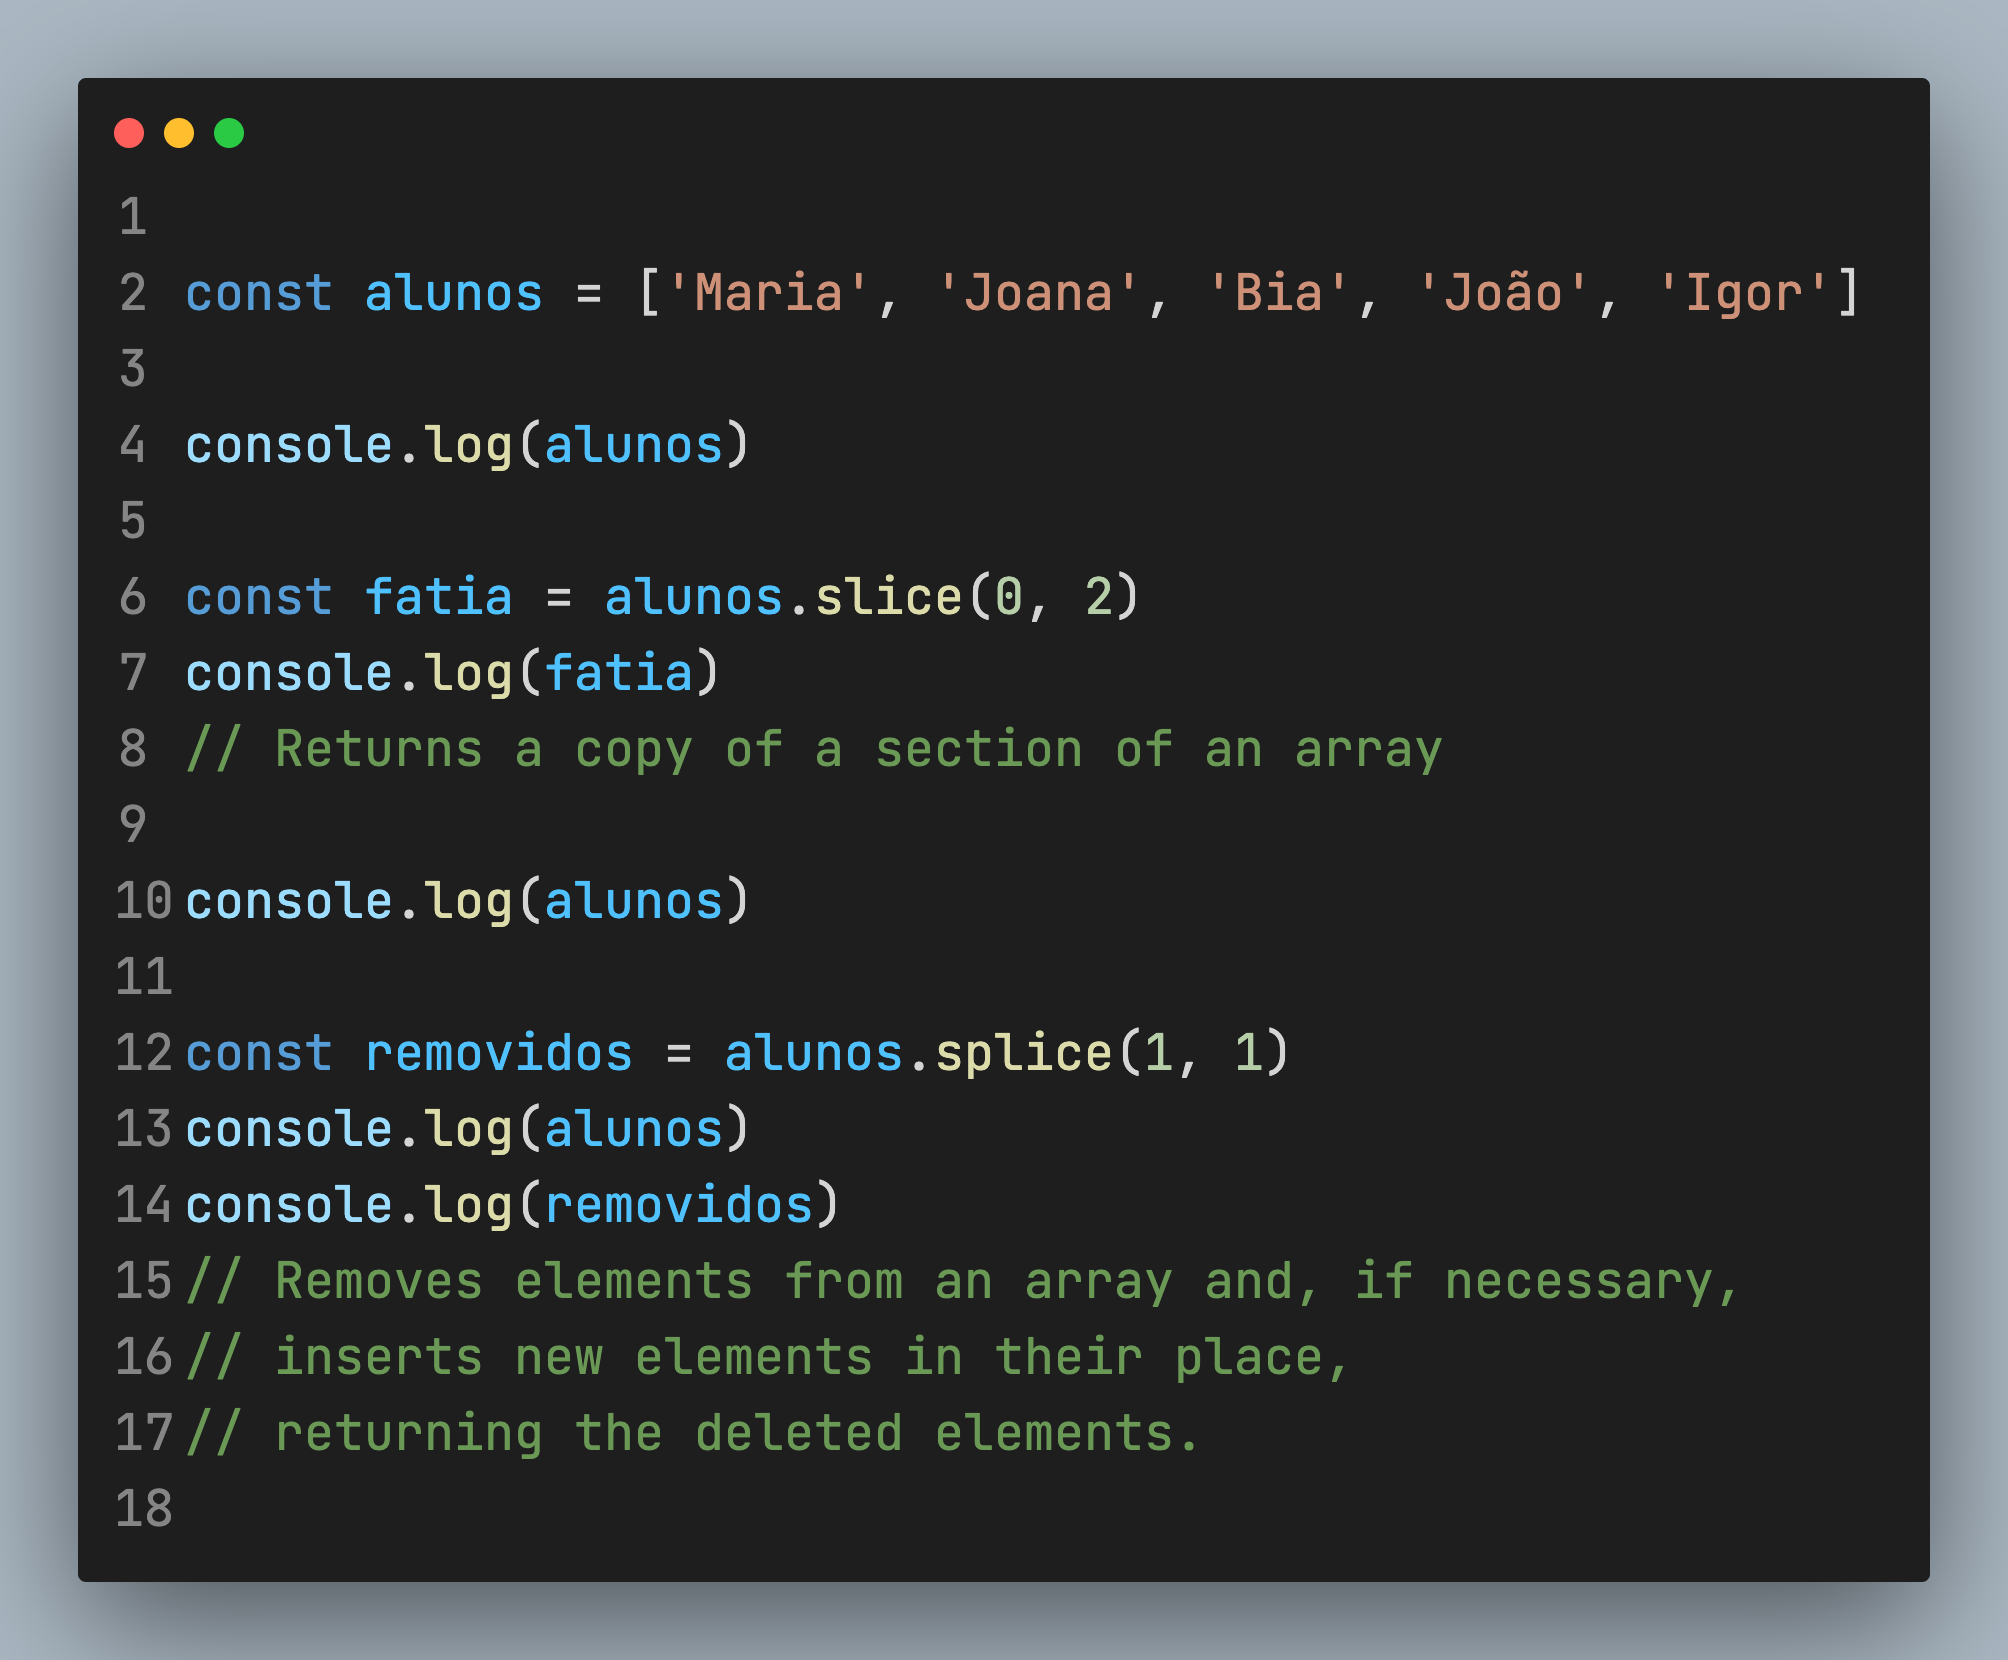 1
2 const alunos = ['Maria', 'Joana', 'Bia', 'João', 'Igor']
3
4 console.log(alunos)
5
6 const fatia = alunos.slice(0, 2)
7 console.log(fatia)
8 // Returns a copy of a section of an array
9
10 console.log(alunos)
11
12 const removidos = alunos.splice(1, 1)
13 console.log(alunos)
14 console.log(removidos)
15 // Removes elements from an array and, if necessary,
16 // inserts new elements in their place,
17 // returning the deleted elements.
18